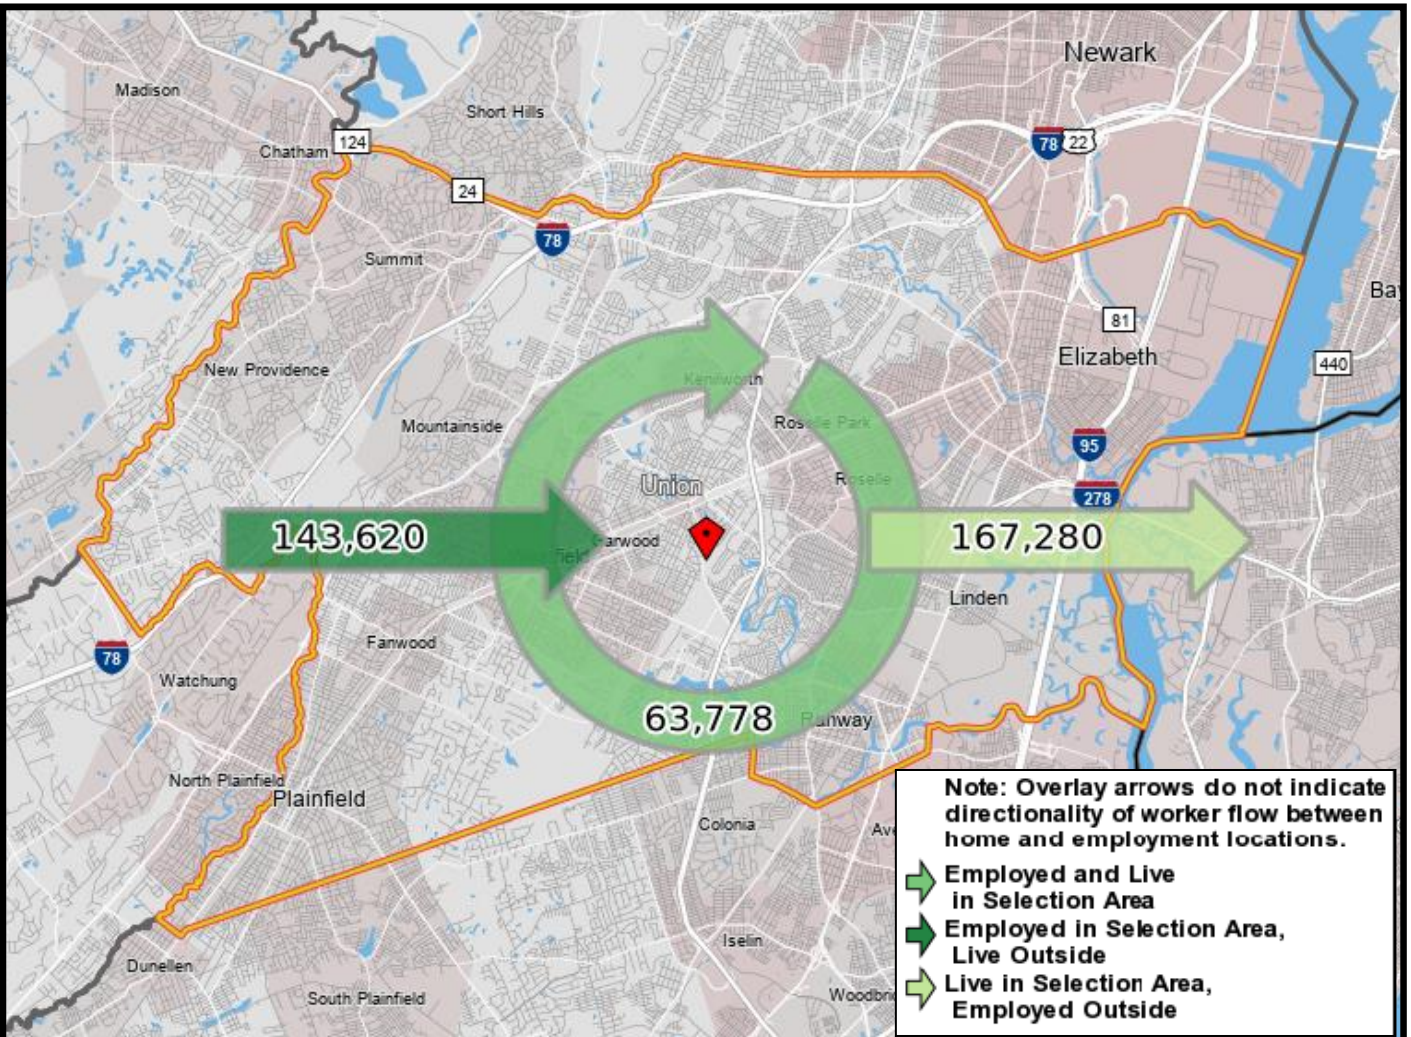 Newark
Madison
Short Hills
124
Chatham
78
22
24
78
Summit
Bay
81
Elizabeth
440
New Providence
Kenilworth
Mountainside
Roselle Park
95
Roselle
Union
278
143,620
Garwood
field
167,280
Linden
Fanwood
78
Watchung
63,778
Rahway
North Plainfield
Plainfield
Colonia
Ave
Iselin
Dunellen
South Plainfield
Woodbri
Note: Overlay arrows do not indicate
directionality of worker flow between
home and employment locations.
Employed and Live
in Selection Area
Employed in Selection Area,
Live Outside
Live in Selection Area,
Employed Outside